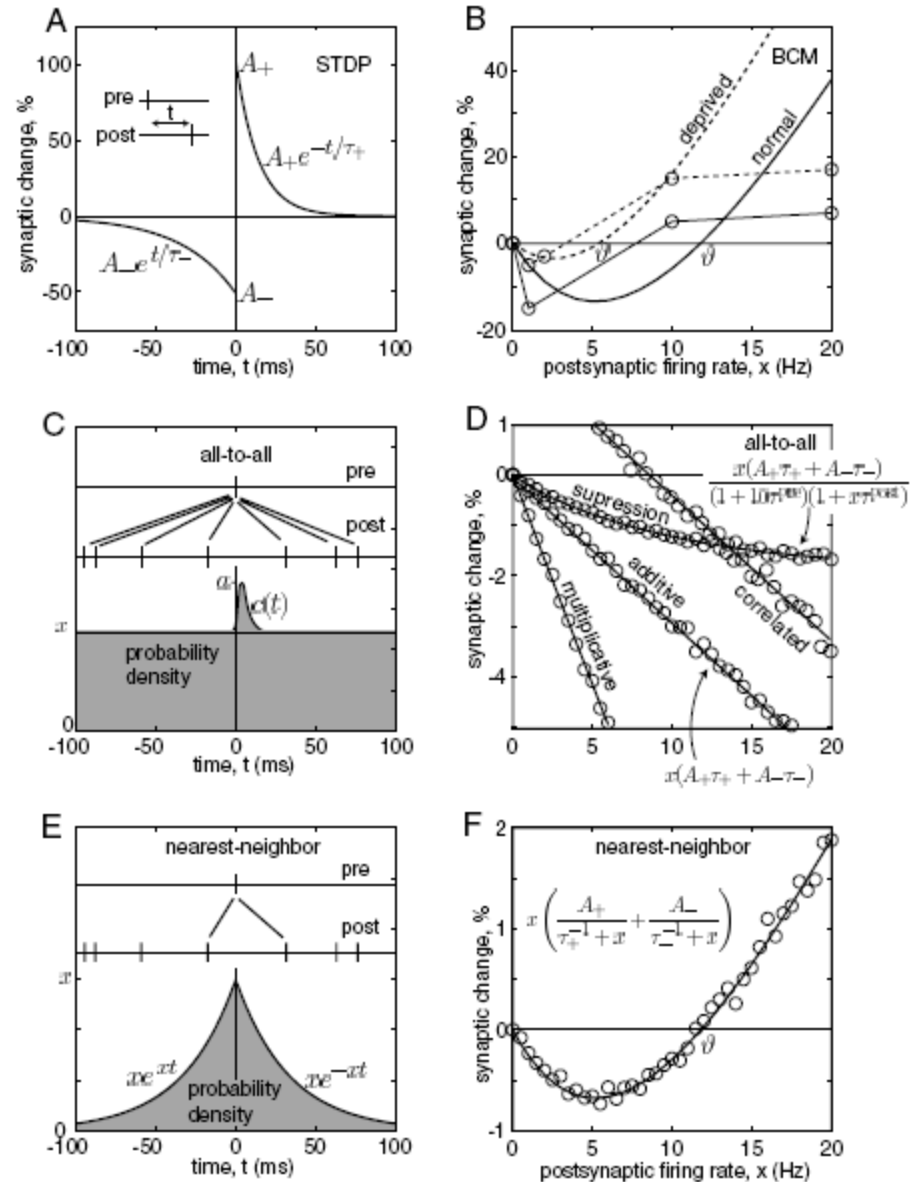 A
STDP
synaptic change, %
100
50
0
-50
A₊
pre
t
post
A₊e^{-t/τ₊}
A₋e^{t/τ₋}
A₋
-100 -50 0 50 100
time, t (ms)
B
BCM
synaptic change, %
40
20
0
-20
deprived
normal
ϑ
ϑ
0 5 10 15 20
postsynaptic firing rate, x (Hz)
C
all-to-all
pre
post
a
c(t)
x
probability
density
0
-100 -50 0 50 100
time, t (ms)
D
synaptic change, %
1
0
-2
-4
all-to-all
x(A₊τ₊ + A₋τ₋)
supression
additive
multiplicative
correlated
x(A₊τ₊ + A₋τ₋)
0 5 10 15 20
E
nearest-neighbor
pre
post
x
xe^{xt}
xe^{-xt}
probability
density
0
-100 -50 0 50 100
time, t (ms)
F
nearest-neighbor
synaptic change, %
2
1
0
-1
x(A₊/(τ₊⁻¹ + x) + A₋/(τ₋⁻¹ + x))
ϑ
0 5 10 15 20
postsynaptic firing rate, x (Hz)